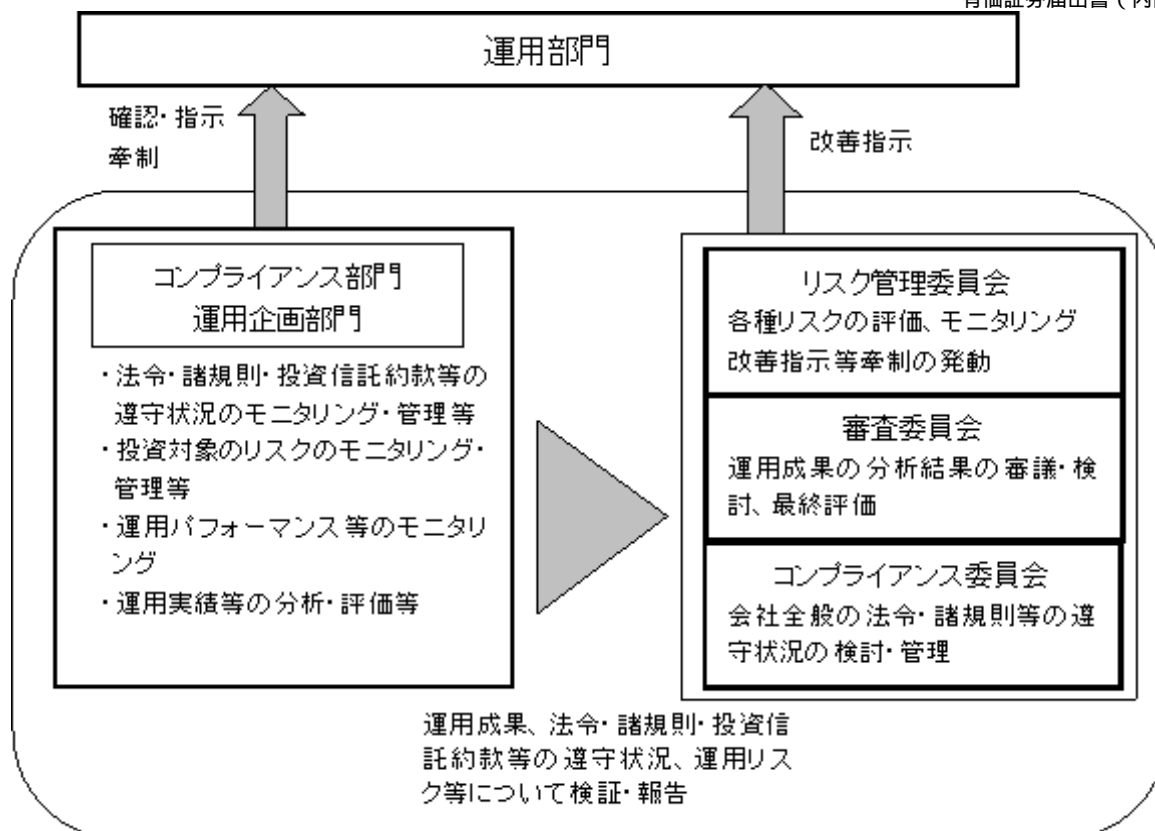 有価証券届出書(内
運用部門
確認・指示
牽制
改善指示
コンプライアンス部門
運用企画部門
・法令・諸規則・投資信託約款等の
遵守状況のモニタリング・管理等
・投資対象のリスクのモニタリング・
管理等
・運用パフォーマンス等のモニタリ
ング
・運用実績等の分析・評価等
リスク管理委員会
各種リスクの評価、モニタリング
改善指示等牽制の発動
審査委員会
運用成果の分析結果の審議・検
討、最終評価
コンプライアンス委員会
会社全般の法令・諸規則等の遵
守状況の検討・管理
運用成果、法令・諸規則・投資信
託約款等の遵守状況、運用リス
ク等について検証・報告